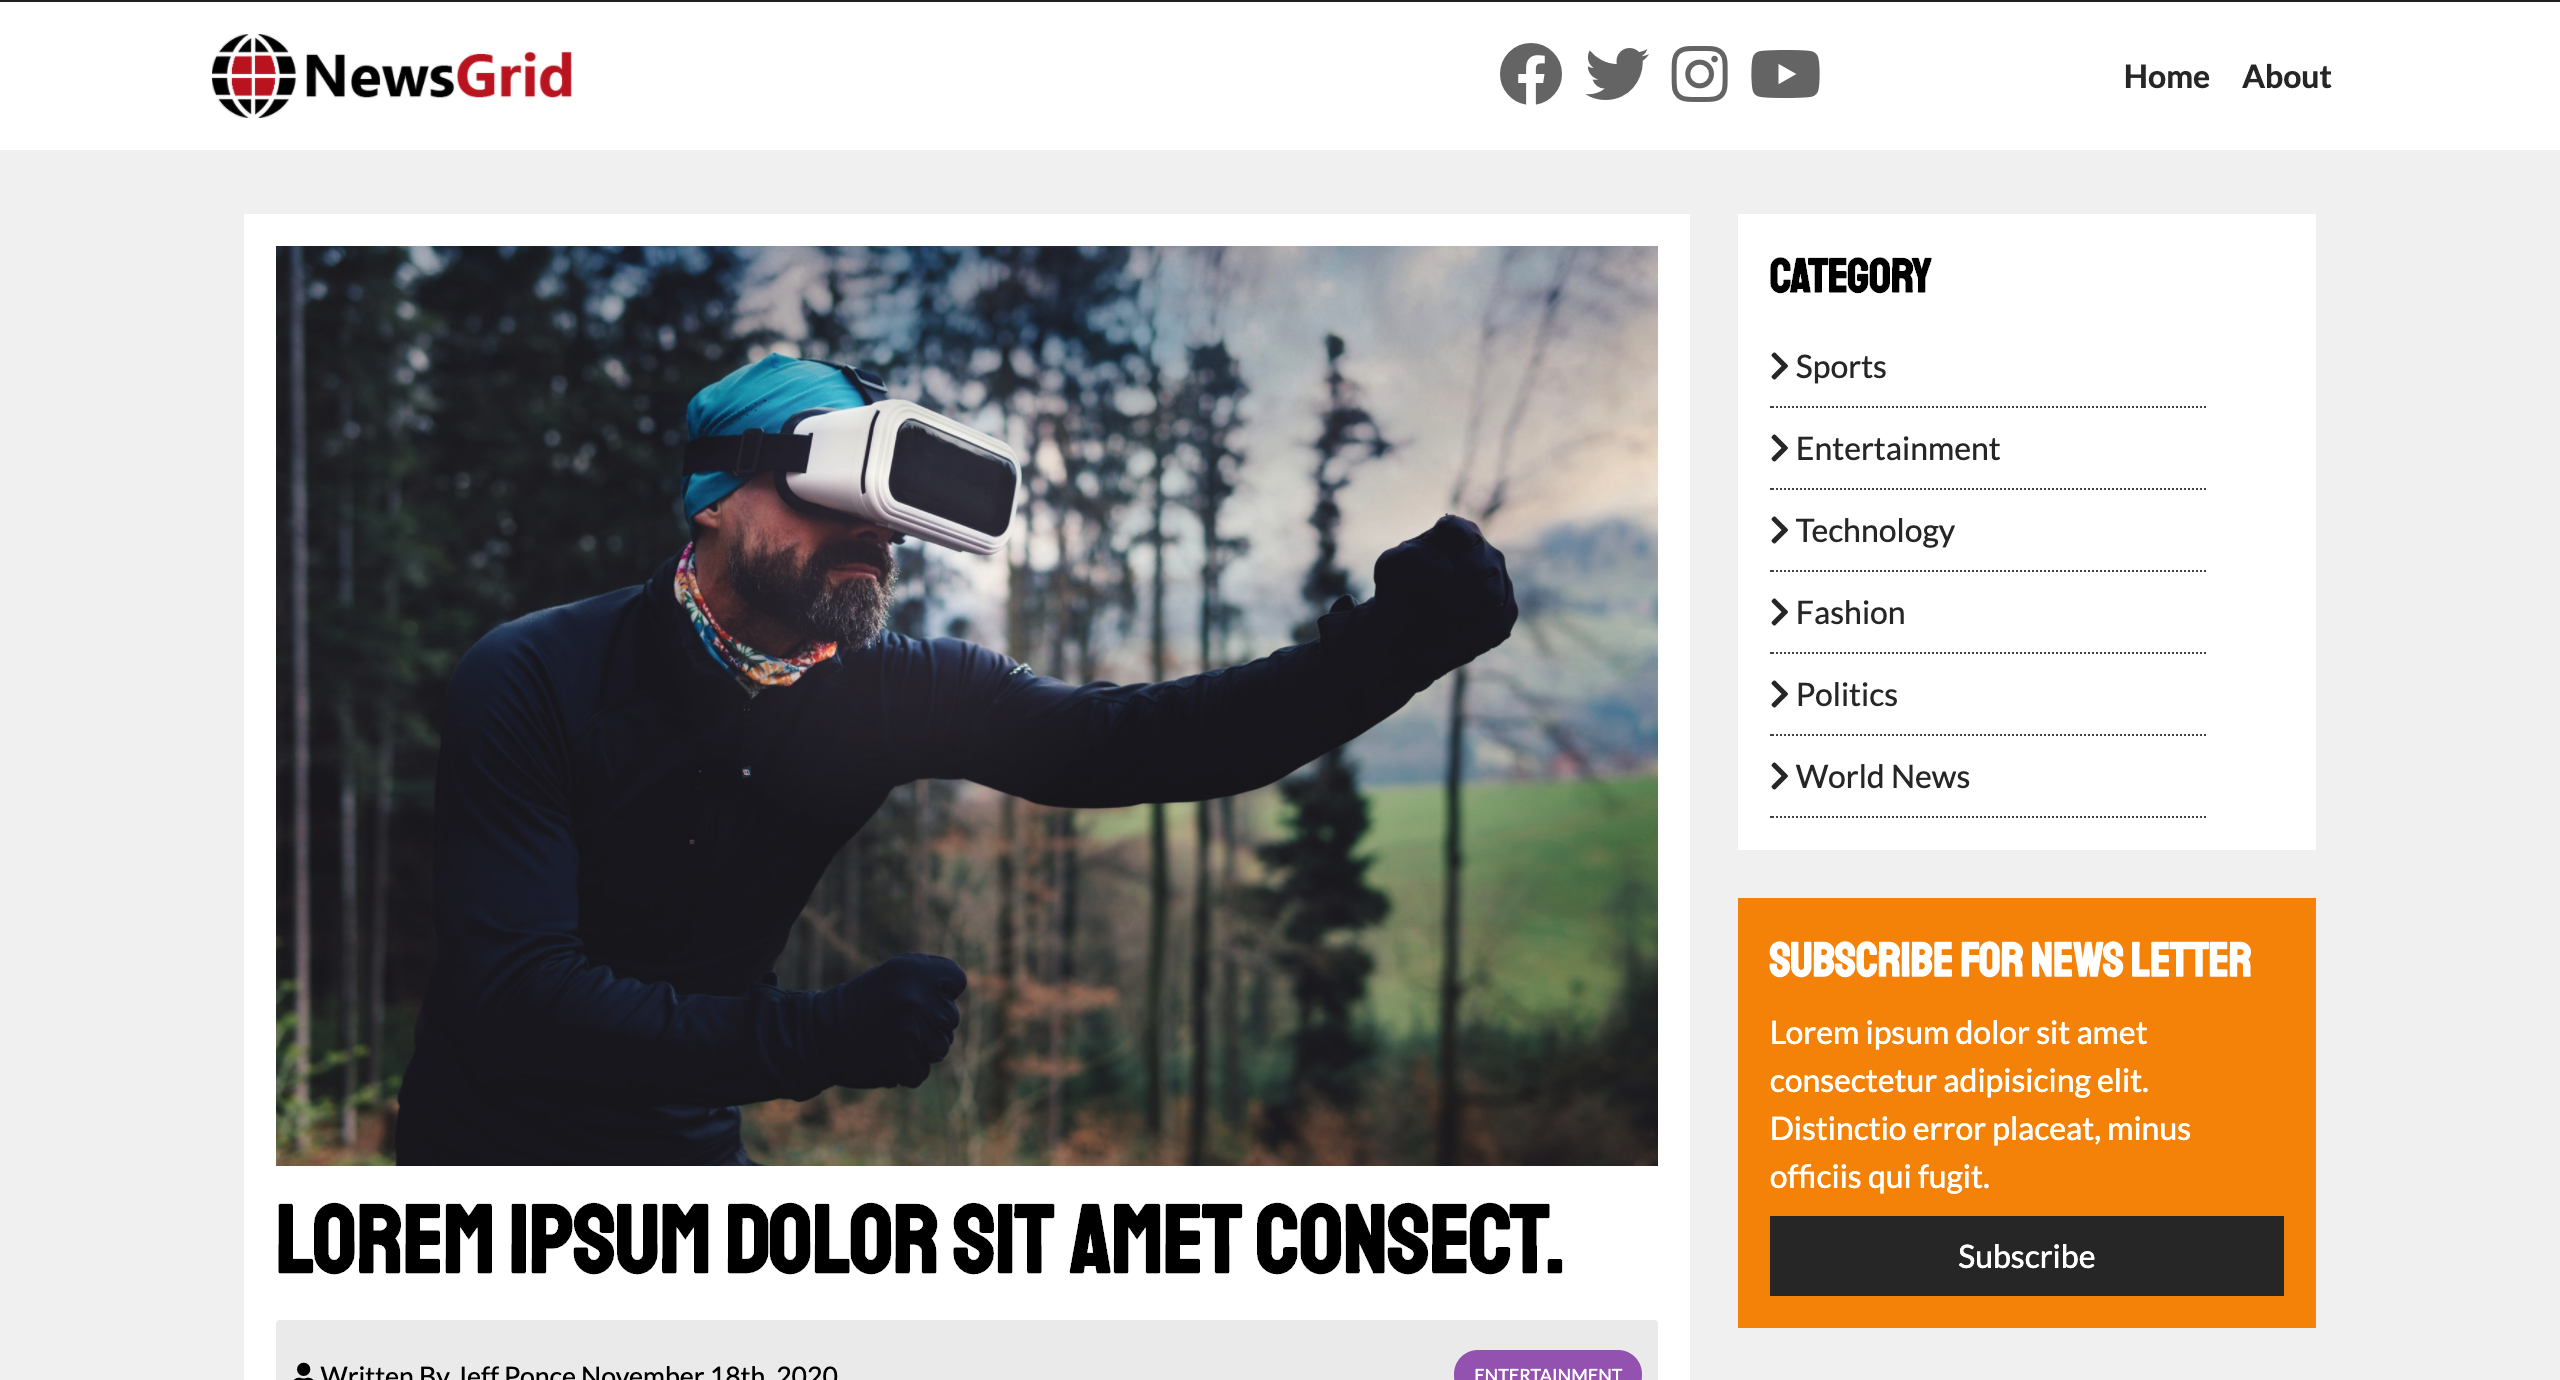 NewsGrid
Home About
CATEGORY
Sports
Entertainment
Technology
Fashion
Politics
World News
SUBSCRIBE FOR NEWS LETTER
Lorem ipsum dolor sit amet
consectetur adipisicing elit.
Distinctio error placeat, minus
officiis qui fugit.
Subscribe
LOREM IPSUM DOLOR SIT AMET CONSECT.
Written By Jeff Ponce November 18th, 2020
ENTERTAINMENT